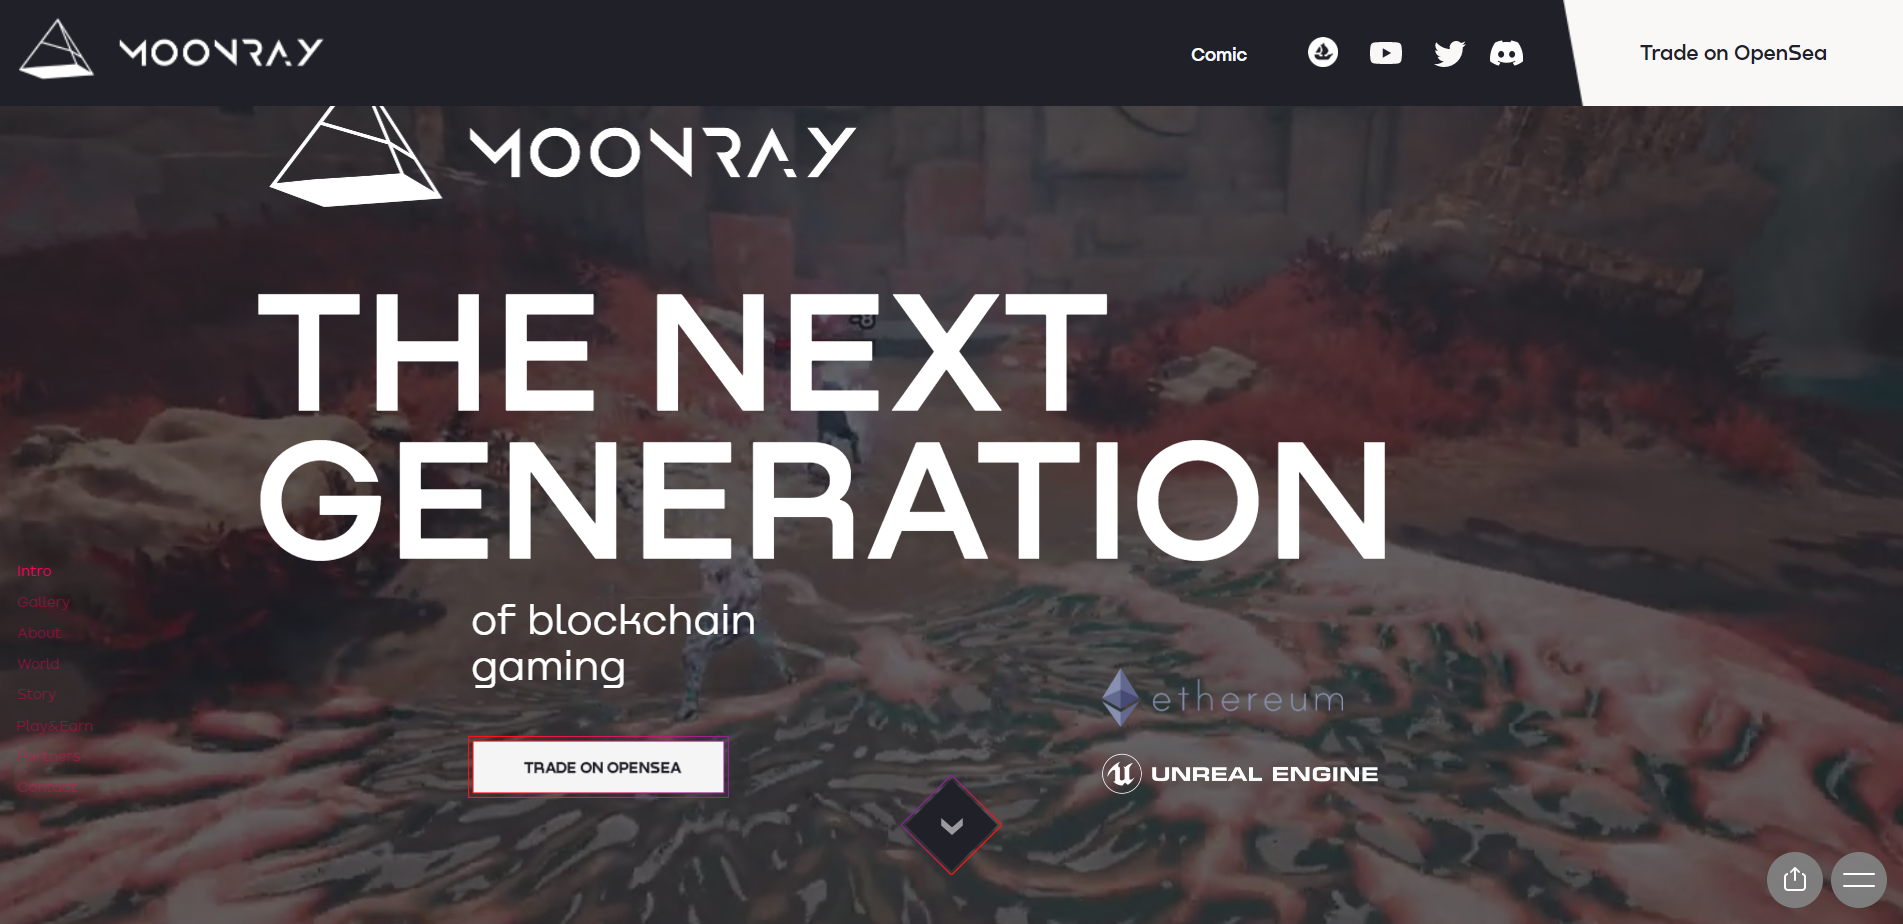 MOONRAY
Comic
Trade on OpenSea
MOONRAY
THE NEXT
GENERATION
of blockchain
gaming
TRADE ON OPENSEA
ethereum
UNREAL ENGINE
Intro
Gallery
About
World
Story
Play&Earn
Partners
Contact